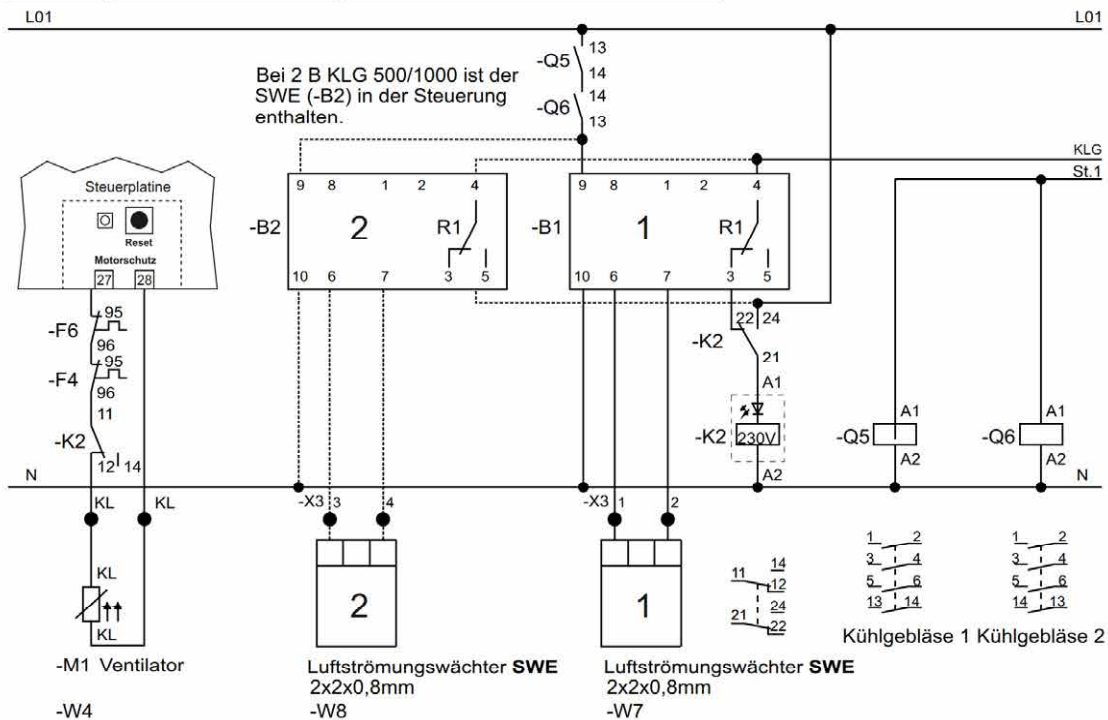 L01 L01
13
-Q5
14
Bei 2 B KLG 500/1000 ist der
SWE (-B2) in der Steuerung
enthalten.
14
-Q6
13
KLG
St.1
Steuerplatine
Reset
Motorschutz
27 28
9 8 1 2 4
-B2 2 R1
3 5
10 6 7
9 8 1 2 4
-B1 1 R1
3 5
10 6 7
95
-F6
96
95
-F4
96
11
-K2
12 14
22 24
-K2
21
A1
-K2 230V
A2
A1
-Q5
A2
A1
-Q6
A2
N N
KL KL
-X3 3 4
-X3 1 2
KL
KL
2
1
14
11 12
24
21 22
1 2
3 4
5 6
13 14
1 2
3 4
5 6
14 13
Kühlgebläse 1 Kühlgebläse 2
-M1 Ventilator
-W4
Luftströmungswächter SWE
2x2x0,8mm
-W8
Luftströmungswächter SWE
2x2x0,8mm
-W7